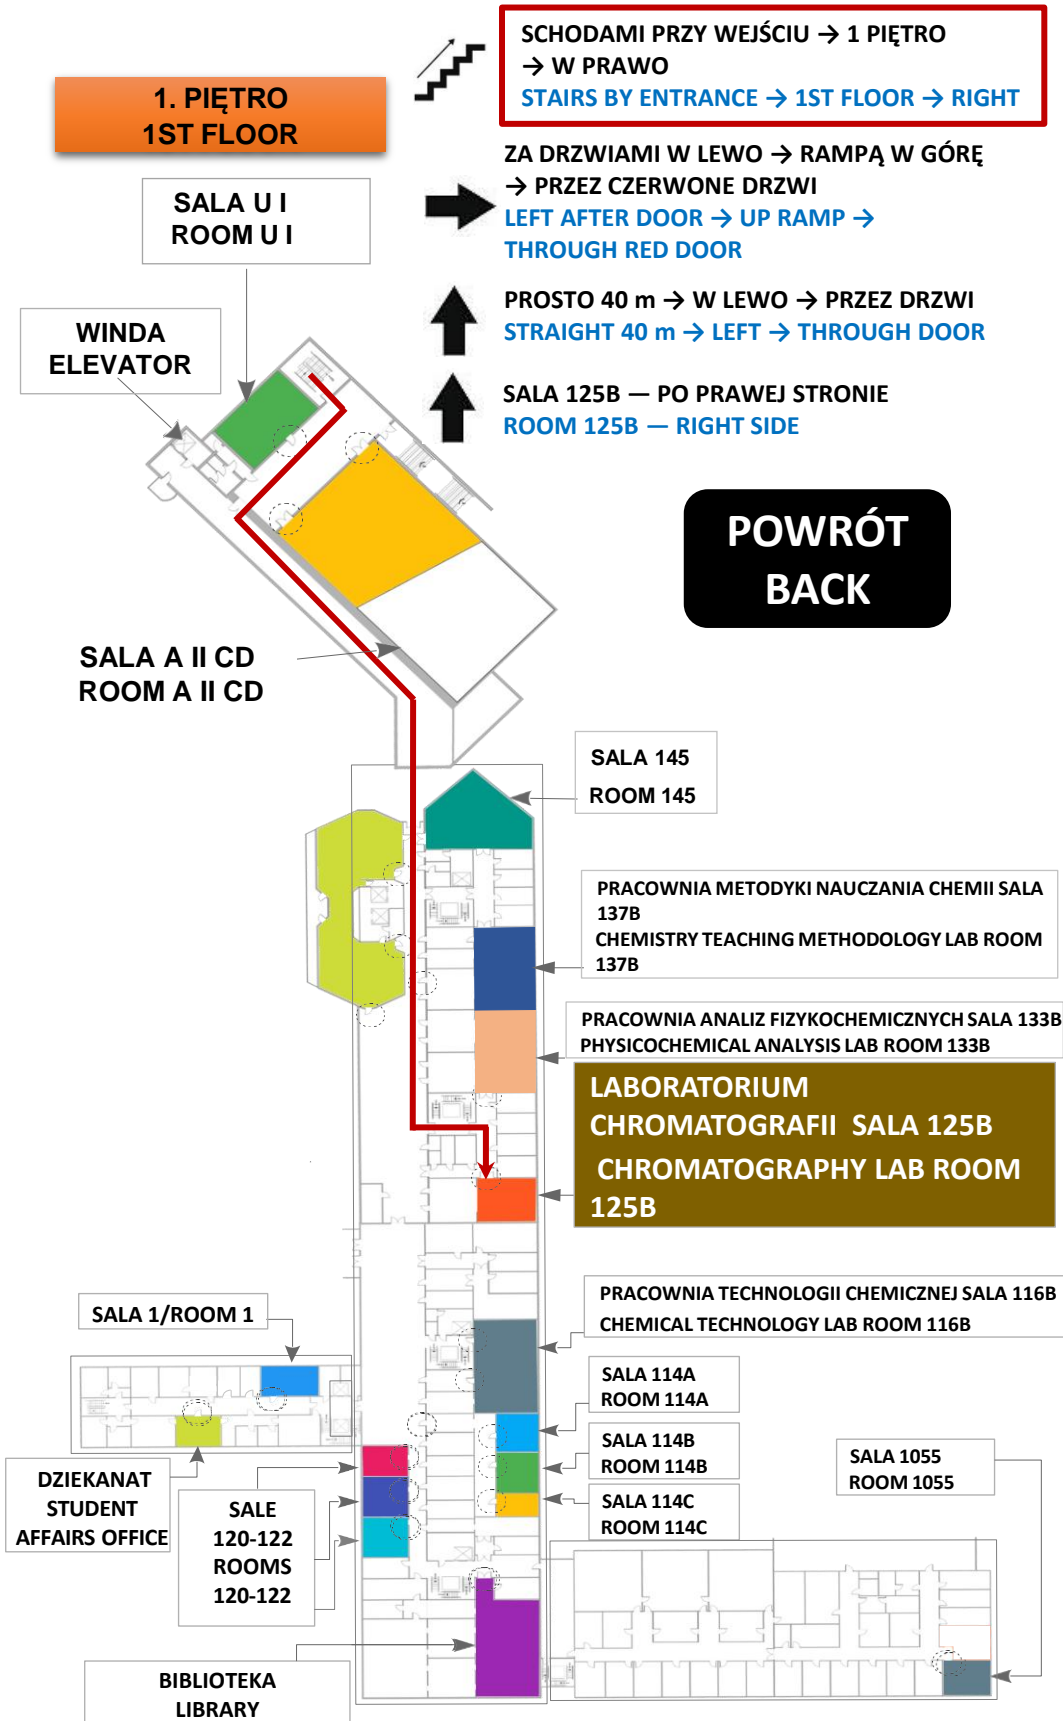 SCHODAMI PRZY WEJŚCIU → 1 PIĘTRO
→ W PRAWO
STAIRS BY ENTRANCE → 1ST FLOOR → RIGHT
1. PIĘTRO
1ST FLOOR
ZA DRZWIAMI W LEWO → RAMPĄ W GÓRĘ
→ PRZEZ CZERWONE DRZWI
LEFT AFTER DOOR → UP RAMP →
THROUGH RED DOOR
SALA U I
ROOM U I
PROSTO 40 m → W LEWO → PRZEZ DRZWI
STRAIGHT 40 m → LEFT → THROUGH DOOR
WINDA
ELEVATOR
SALA 125B — PO PRAWEJ STRONIE
ROOM 125B — RIGHT SIDE
POWRÓT
BACK
SALA A II CD
ROOM A II CD
SALA 145
ROOM 145
PRACOWNIA METODYKI NAUCZANIA CHEMII SALA
137B
CHEMISTRY TEACHING METHODOLOGY LAB ROOM
137B
PRACOWNIA ANALIZ FIZYKOCHEMICZNYCH SALA 133B
PHYSICOCHEMICAL ANALYSIS LAB ROOM 133B
LABORATORIUM
CHROMATOGRAFII SALA 125B
CHROMATOGRAPHY LAB ROOM
125B
PRACOWNIA TECHNOLOGII CHEMICZNEJ SALA 116B
CHEMICAL TECHNOLOGY LAB ROOM 116B
SALA 1/ROOM 1
SALA 114A
ROOM 114A
SALA 114B
ROOM 114B
SALA 114C
ROOM 114C
SALA 1055
ROOM 1055
DZIEKANAT
STUDENT
AFFAIRS OFFICE
SALE
120-122
ROOMS
120-122
BIBLIOTEKA
LIBRARY